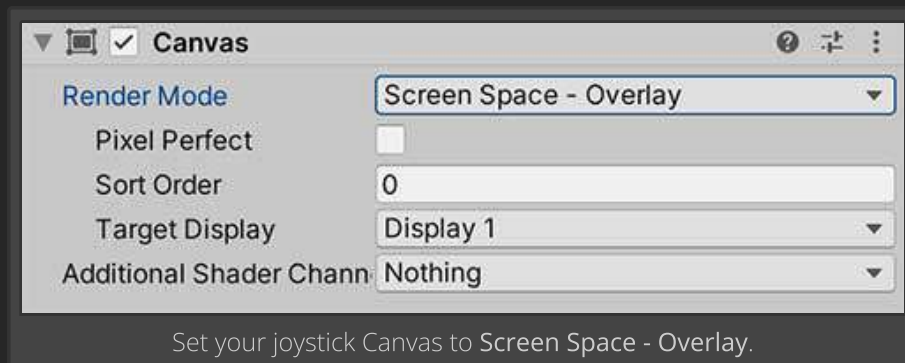 Canvas
Render Mode Screen Space - Overlay
Pixel Perfect
Sort Order 0
Target Display Display 1
Additional Shader Chann Nothing
Set your joystick Canvas to Screen Space - Overlay.